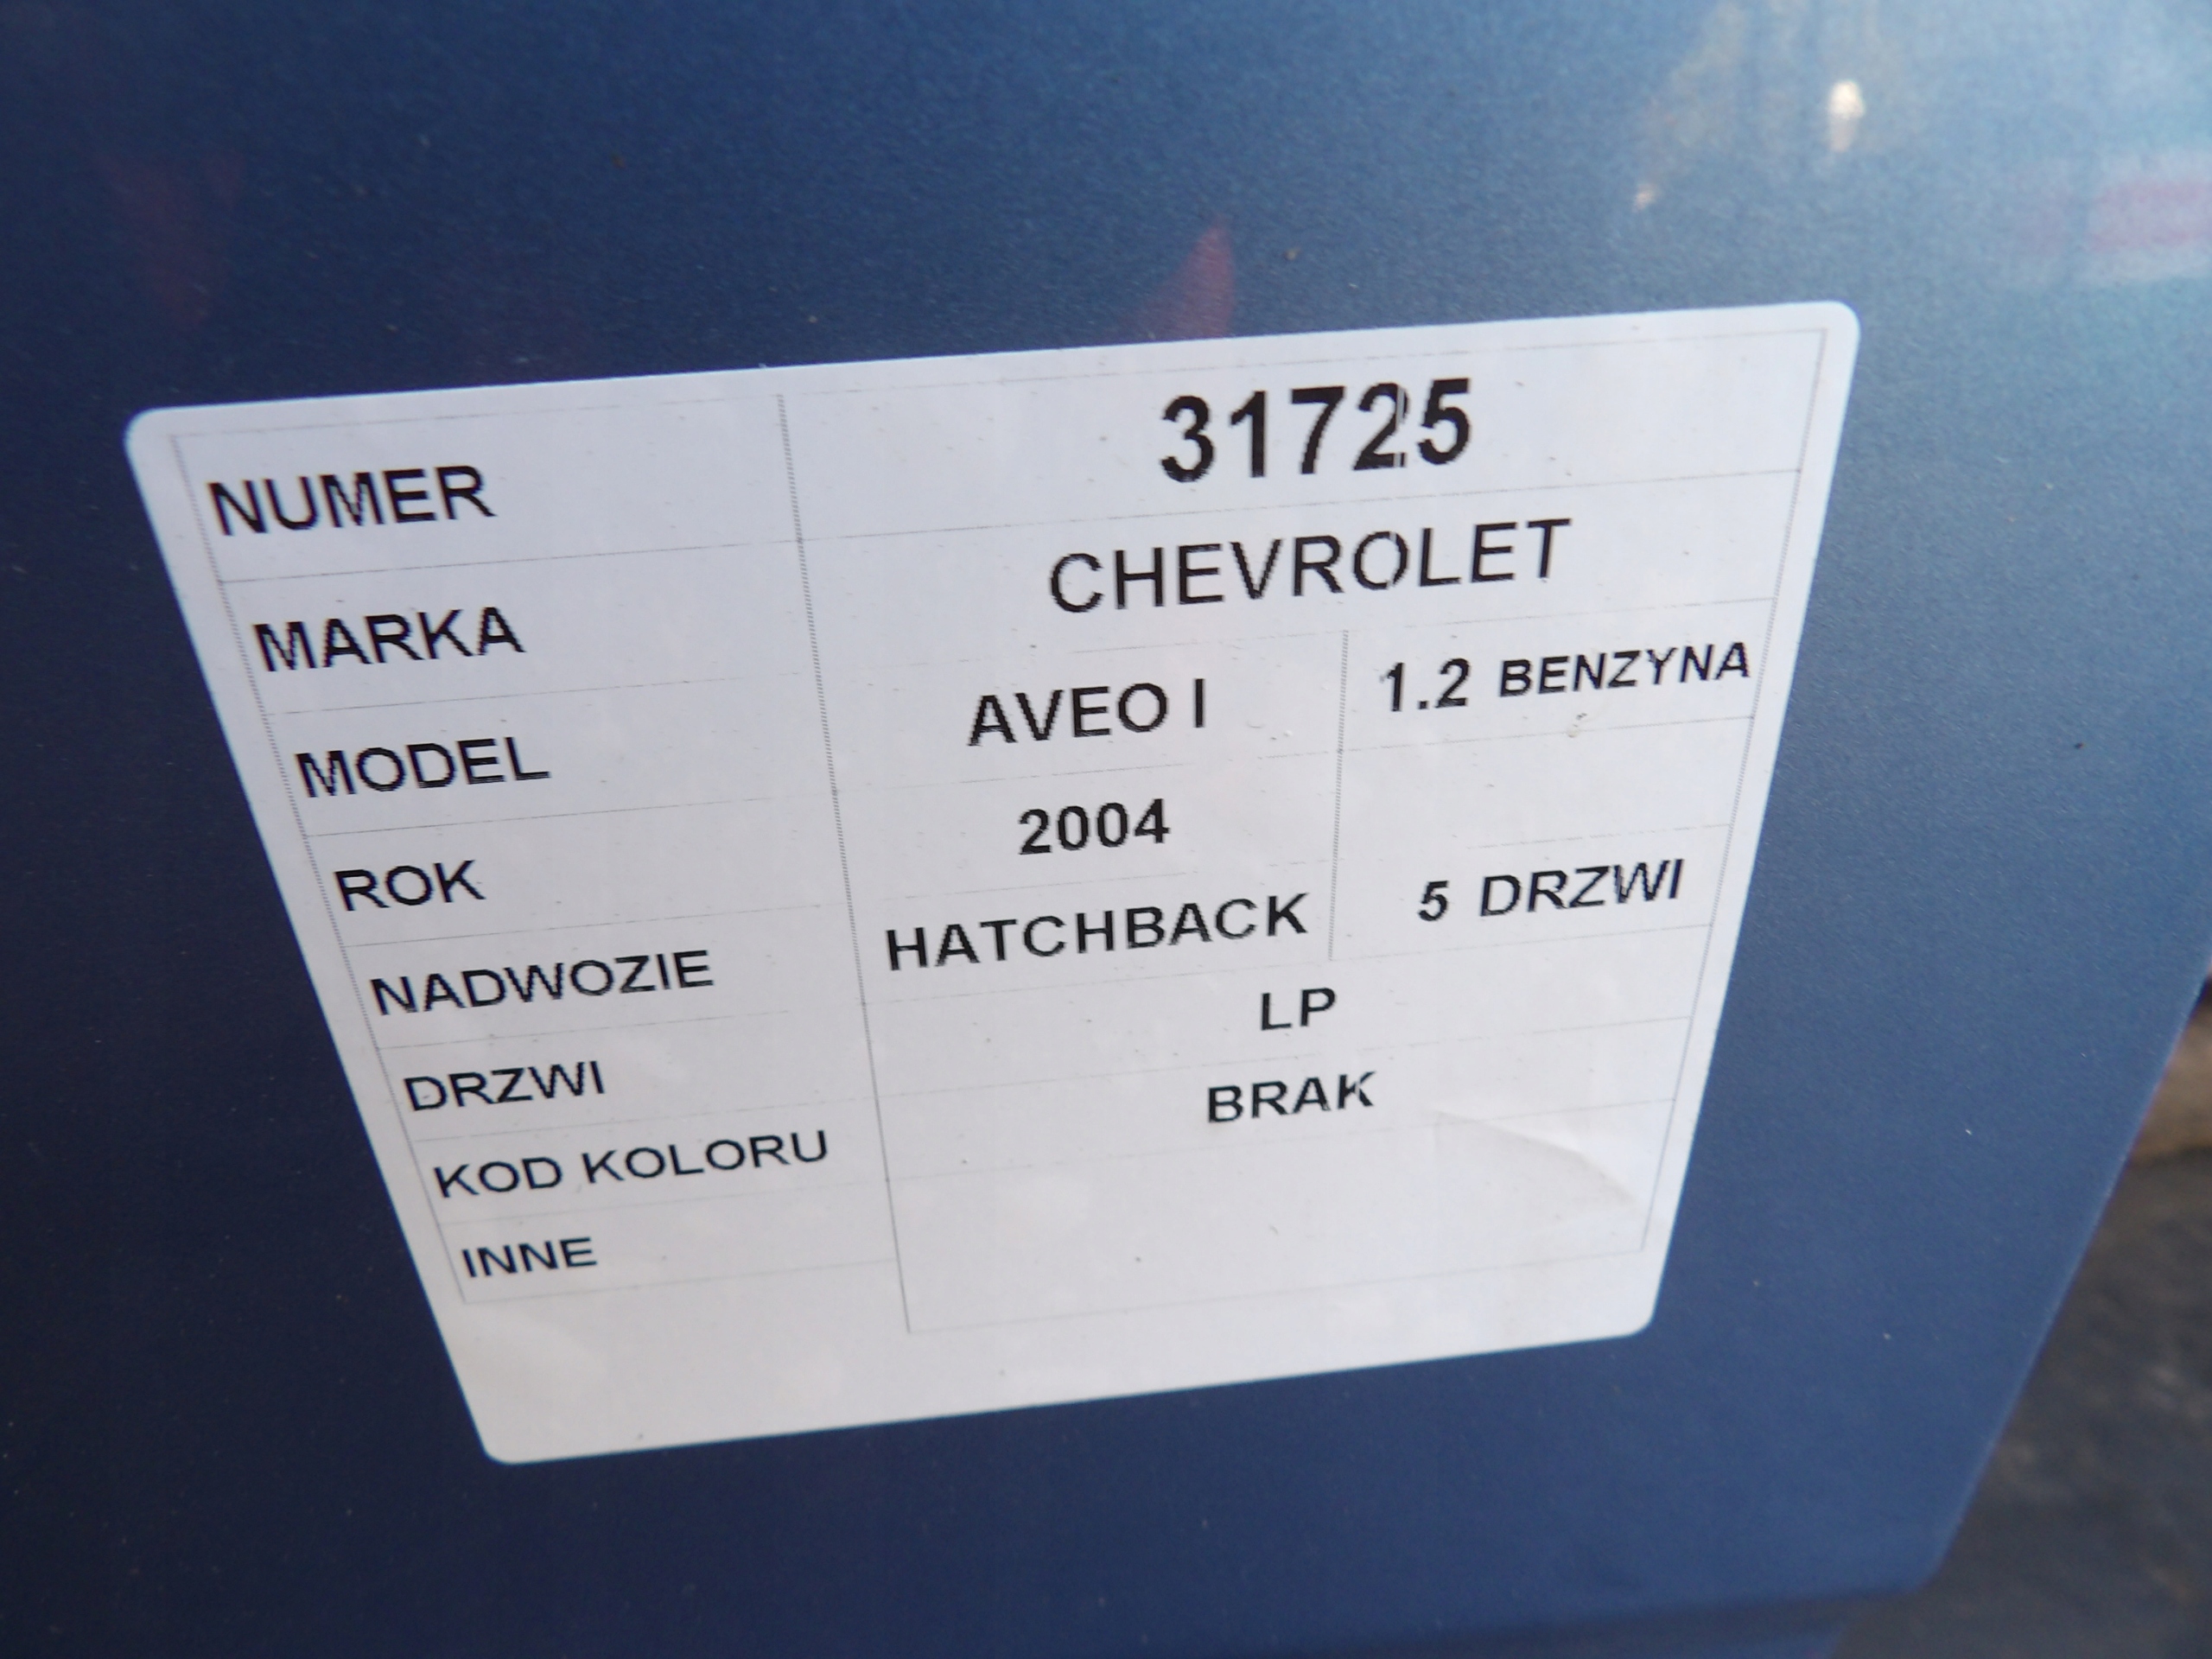 NUMER 31725
MARKA CHEVROLET
MODEL AVEO I 1.2 BENZYNA
ROK 2004
NADWOZIE HATCHBACK 5 DRZWI
DRZWI LP
KOD KOLORU BRAK
INNE